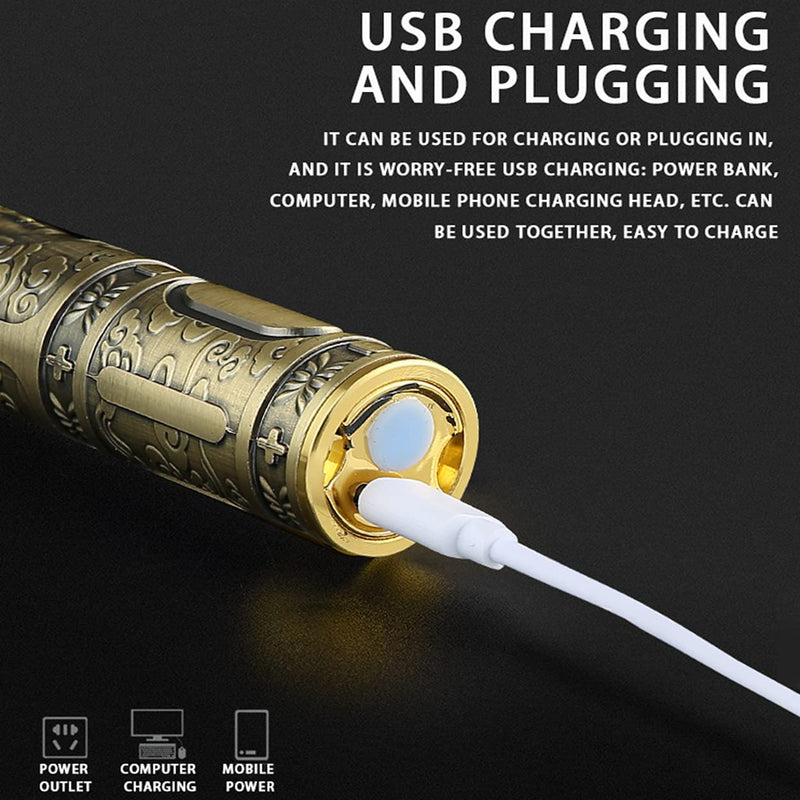 USB CHARGING
AND PLUGGING
IT CAN BE USED FOR CHARGING OR PLUGGING IN,
AND IT IS WORRY-FREE USB CHARGING: POWER BANK,
COMPUTER, MOBILE PHONE CHARGING HEAD, ETC. CAN
BE USED TOGETHER, EASY TO CHARGE
POWER
OUTLET
COMPUTER
CHARGING
MOBILE
POWER